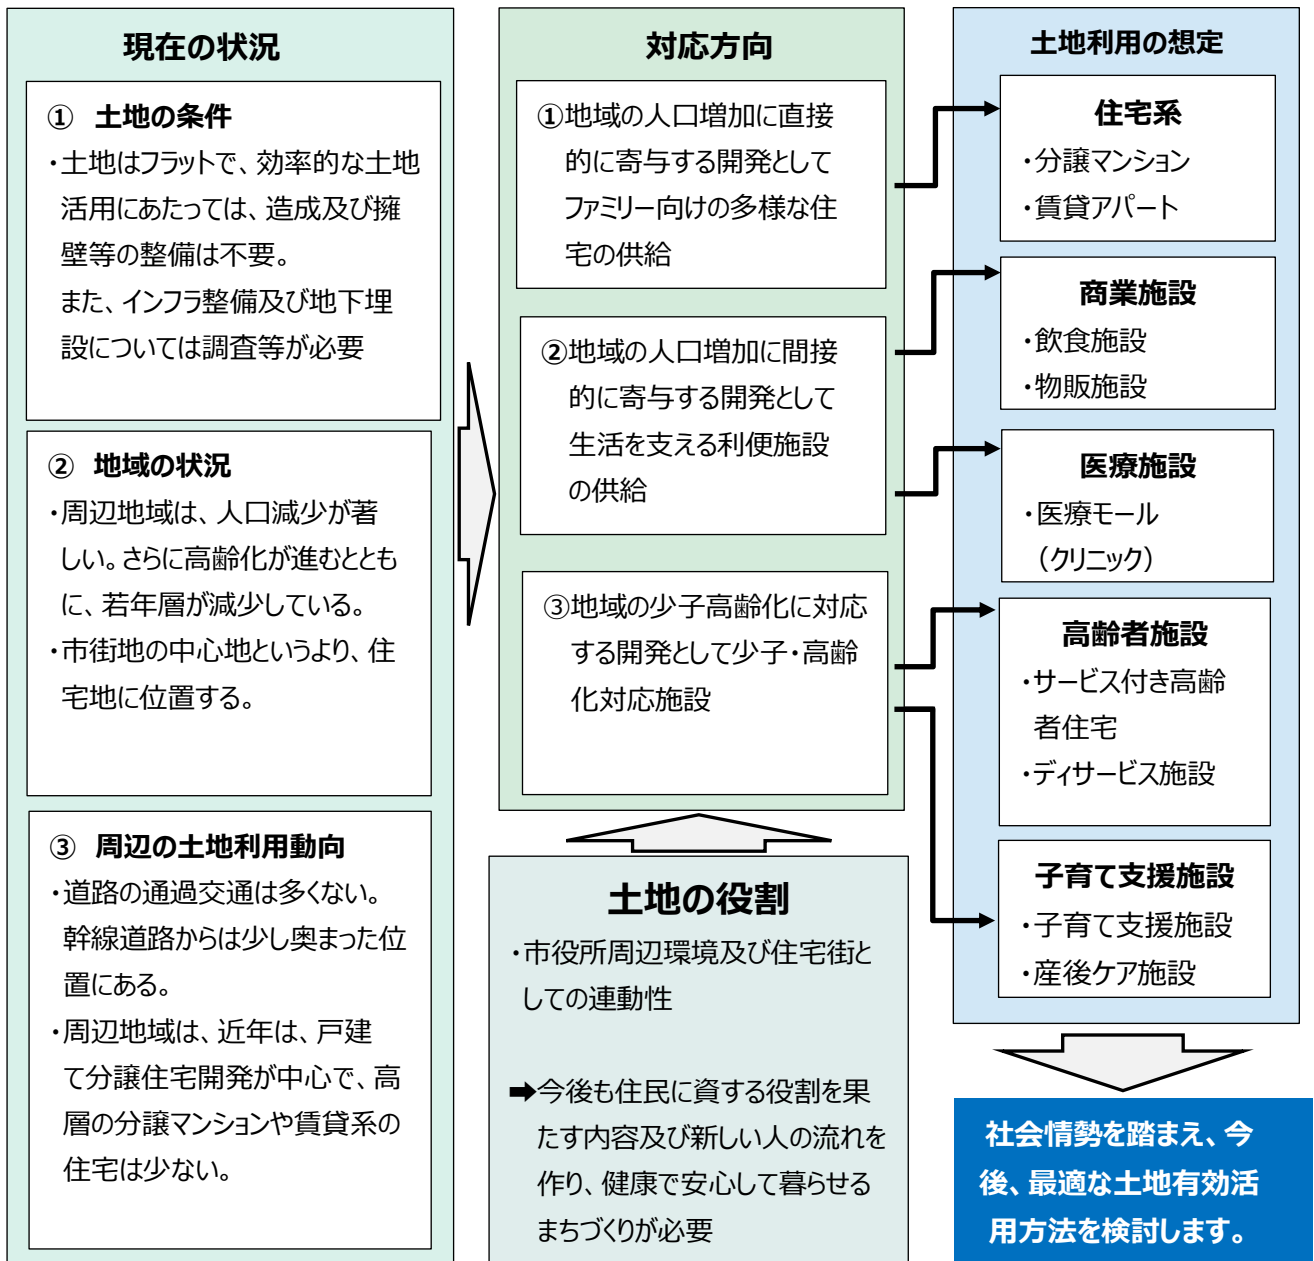 現在の状況
① 土地の条件
・土地はフラットで、効率的な土地
活用にあたっては、造成及び擁
壁等の整備は不要。
また、インフラ整備及び地下埋
設については調査等が必要
② 地域の状況
・周辺地域は、人口減少が著
しい。さらに高齢化が進むととも
に、若年層が減少している。
・市街地の中心地というより、住
宅地に位置する。
③ 周辺の土地利用動向
・道路の通過交通は多くない。
幹線道路からは少し奥まった位
置にある。
・周辺地域は、近年は、戸建
て分譲住宅開発が中心で、高
層の分譲マンションや賃貸系の
住宅は少ない。
対応方向
①地域の人口増加に直接
的に寄与する開発として
ファミリー向けの多様な住
宅の供給
②地域の人口増加に間接
的に寄与する開発として
生活を支える利便施設
の供給
③地域の少子高齢化に対応
する開発として少子・高齢
化対応施設
土地の役割
・市役所周辺環境及び住宅街と
しての連動性
➡今後も住民に資する役割を果
たす内容及び新しい人の流れを
作り、健康で安心して暮らせる
まちづくりが必要
土地利用の想定
住宅系
・分譲マンション
・賃貸アパート
商業施設
・飲食施設
・物販施設
医療施設
・医療モール
（クリニック）
高齢者施設
・サービス付き高齢
者住宅
・ディサービス施設
子育て支援施設
・子育て支援施設
・産後ケア施設
社会情勢を踏まえ、今
後、最適な土地有効活
用方法を検討します。